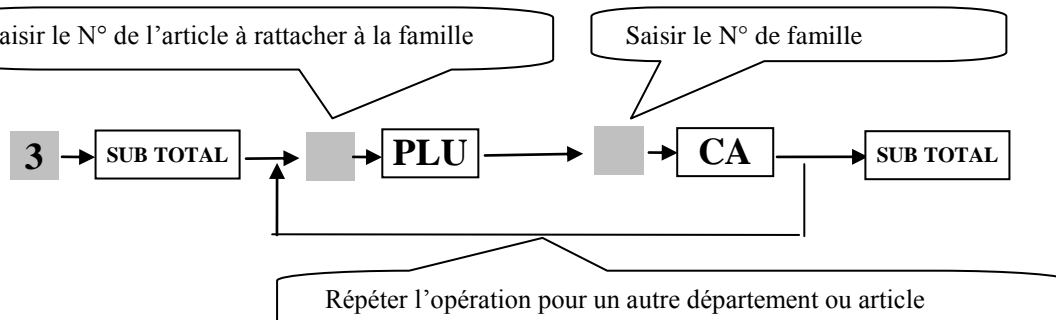 aisir le N° de l’article à rattacher à la famille
Saisir le N° de famille
3 SUB TOTAL PLU CA SUB TOTAL
Répéter l’opération pour un autre département ou article